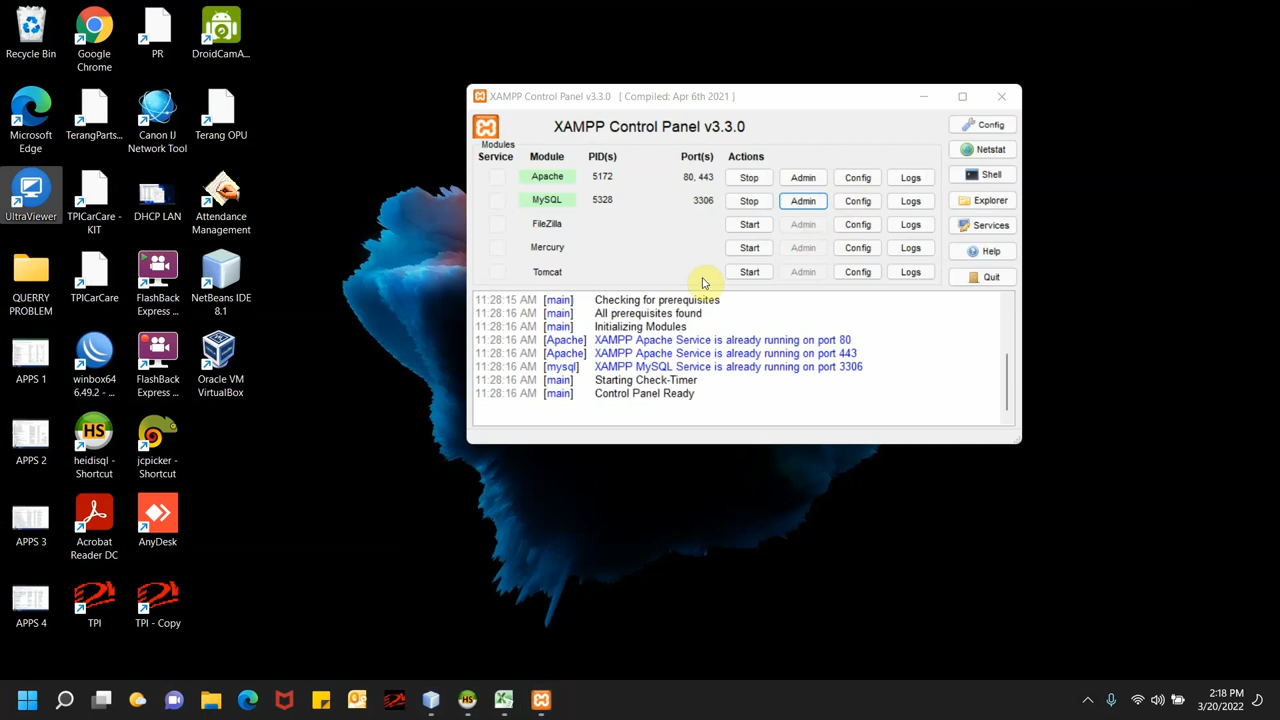 Recycle Bin
Google Chrome
PR
DroidCamA...
Microsoft Edge
TerangParts...
Canon IJ Network Tool
Terang OPU
UltraViewer
TPICarCare - KIT
DHCP LAN
Attendance Management
QUERRY PROBLEM
TPICarCare
FlashBack Express ...
NetBeans IDE 8.1
APPS 1
winbox64 6.49.2 - ...
FlashBack Express ...
Oracle VM VirtualBox
APPS 2
HS
heidisql - Shortcut
jcpicker - Shortcut
APPS 3
Acrobat Reader DC
AnyDesk
APPS 4
TPI
TPI - Copy
XAMPP Control Panel v3.3.0 [ Compiled: Apr 6th 2021 ]
XAMPP Control Panel v3.3.0
Config
Modules
Service Module PID(s) Port(s) Actions
Netstat
Apache 5172 80, 443 Stop Admin Config Logs
Shell
MySQL 5328 3306 Stop Admin Config Logs
Explorer
FileZilla Start Admin Config Logs
Services
Mercury Start Admin Config Logs
Help
Tomcat Start Admin Config Logs
Quit
11:28:15 AM [main] Checking for prerequisites
11:28:15 AM [main] All prerequisites found
11:28:15 AM [main] Initializing Modules
11:28:16 AM [Apache] XAMPP Apache Service is already running on port 80
11:28:16 AM [Apache] XAMPP Apache Service is already running on port 443
11:28:16 AM [mysql] XAMPP MySQL Service is already running on port 3306
11:28:16 AM [main] Starting Check-Timer
11:28:16 AM [main] Control Panel Ready
HS
2:18 PM
3/20/2022